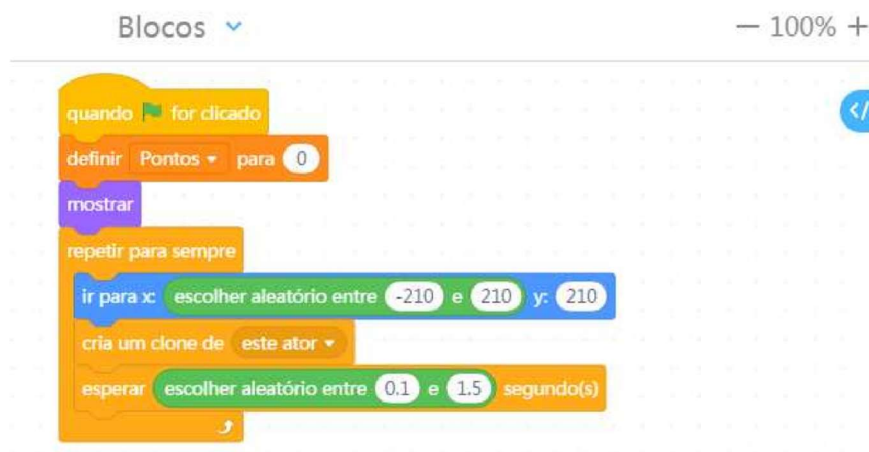 Blocos — 100% +
quando for clicado
definir Pontos para 0
mostrar
repetir para sempre
ir para x: escolher aleatório entre -210 e 210 y: 210
cria um clone de este ator
esperar escolher aleatório entre 0.1 e 1.5 segundo(s)